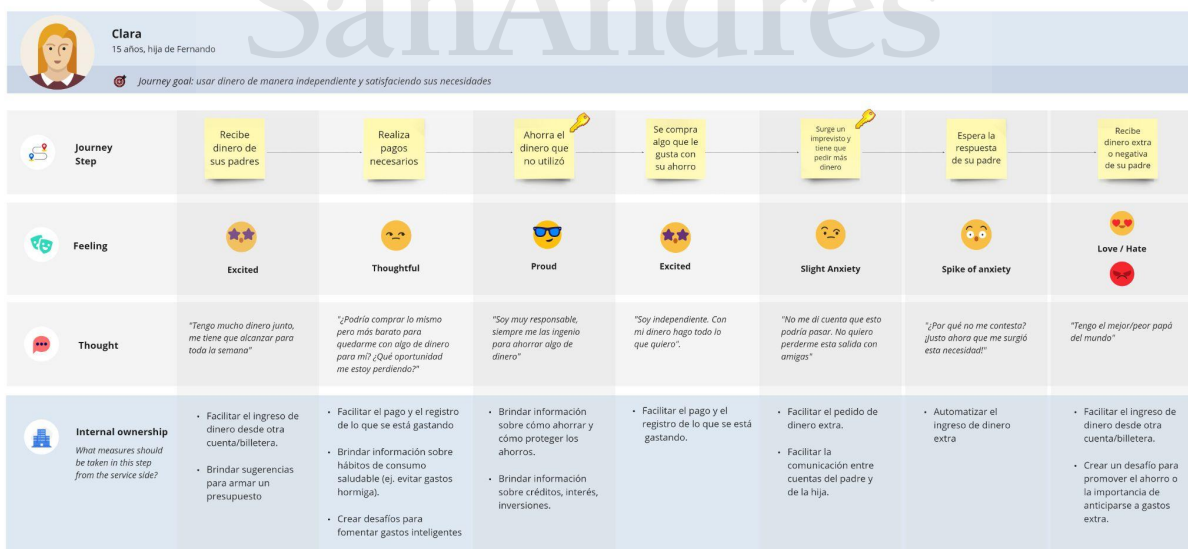 SanAndrés
Clara
15 años, hija de Fernando
Journey goal: usar dinero de manera independiente y satisfaciendo sus necesidades
Journey
Step
Recibe
dinero de
sus padres
Realiza
pagos
necesarios
Ahorra el
dinero que
no utilizó
Se compra
algo que le
gusta con
su ahorro
Surge un
imprevisto y
tiene que
pedir más
dinero
Espera la
respuesta
de su padre
Recibe
dinero extra
o negativa
de su padre
Feeling
Excited
Thoughtful
Proud
Excited
Slight Anxiety
Spike of anxiety
Love / Hate
Thought
"Tengo mucho dinero junto,
me tiene que alcanzar para
toda la semana"
"¿Podría comprar lo mismo
pero más barato para
quedarme con algo de dinero
para mí? ¿Qué oportunidad
me estoy perdiendo?"
"Soy muy responsable,
siempre me las ingenio
para ahorrar algo de
dinero"
"Soy independiente. Con
mi dinero hago todo lo
que quiero".
"No me di cuenta que esto
podría pasar. No quiero
perderme esta salida con
amigas"
"¿Por qué no me contesta?
¡Justo ahora que me surgió
esta necesidad!"
"Tengo el mejor/peor papá
del mundo"
Internal ownership
What measures should
be taken in this step
from the service side?
• Facilitar el ingreso de
dinero desde otra
cuenta/billetera.
• Brindar sugerencias
para armar un
presupuesto
• Facilitar el pago y el registro
de lo que se está gastando
• Brindar información sobre
hábitos de consumo
saludable (ej. evitar gastos
hormiga).
• Crear desafíos para
fomentar gastos inteligentes
• Brindar información
sobre cómo ahorrar y
cómo proteger los
ahorros.
• Brindar información
sobre créditos, interés,
inversiones.
• Facilitar el pago y el
registro de lo que se está
gastando.
• Facilitar el pedido de
dinero extra.
• Facilitar la
comunicación entre
cuentas del padre y
de la hija.
• Automatizar el
ingreso de dinero
extra
• Facilitar el ingreso de
dinero desde otra
cuenta/billetera.
• Crear un desafío para
promover el ahorro o
la importancia de
anticiparse a gastos
extra.